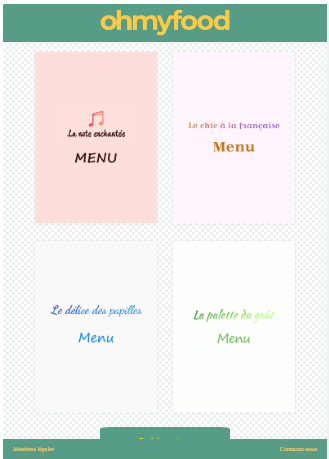 ohmyfood
La note enchantée
MENU
Le chic à la française
Menu
Le délice des papilles
Menu
La palette du goût
Menu
Mentions légales
Contactez-nous